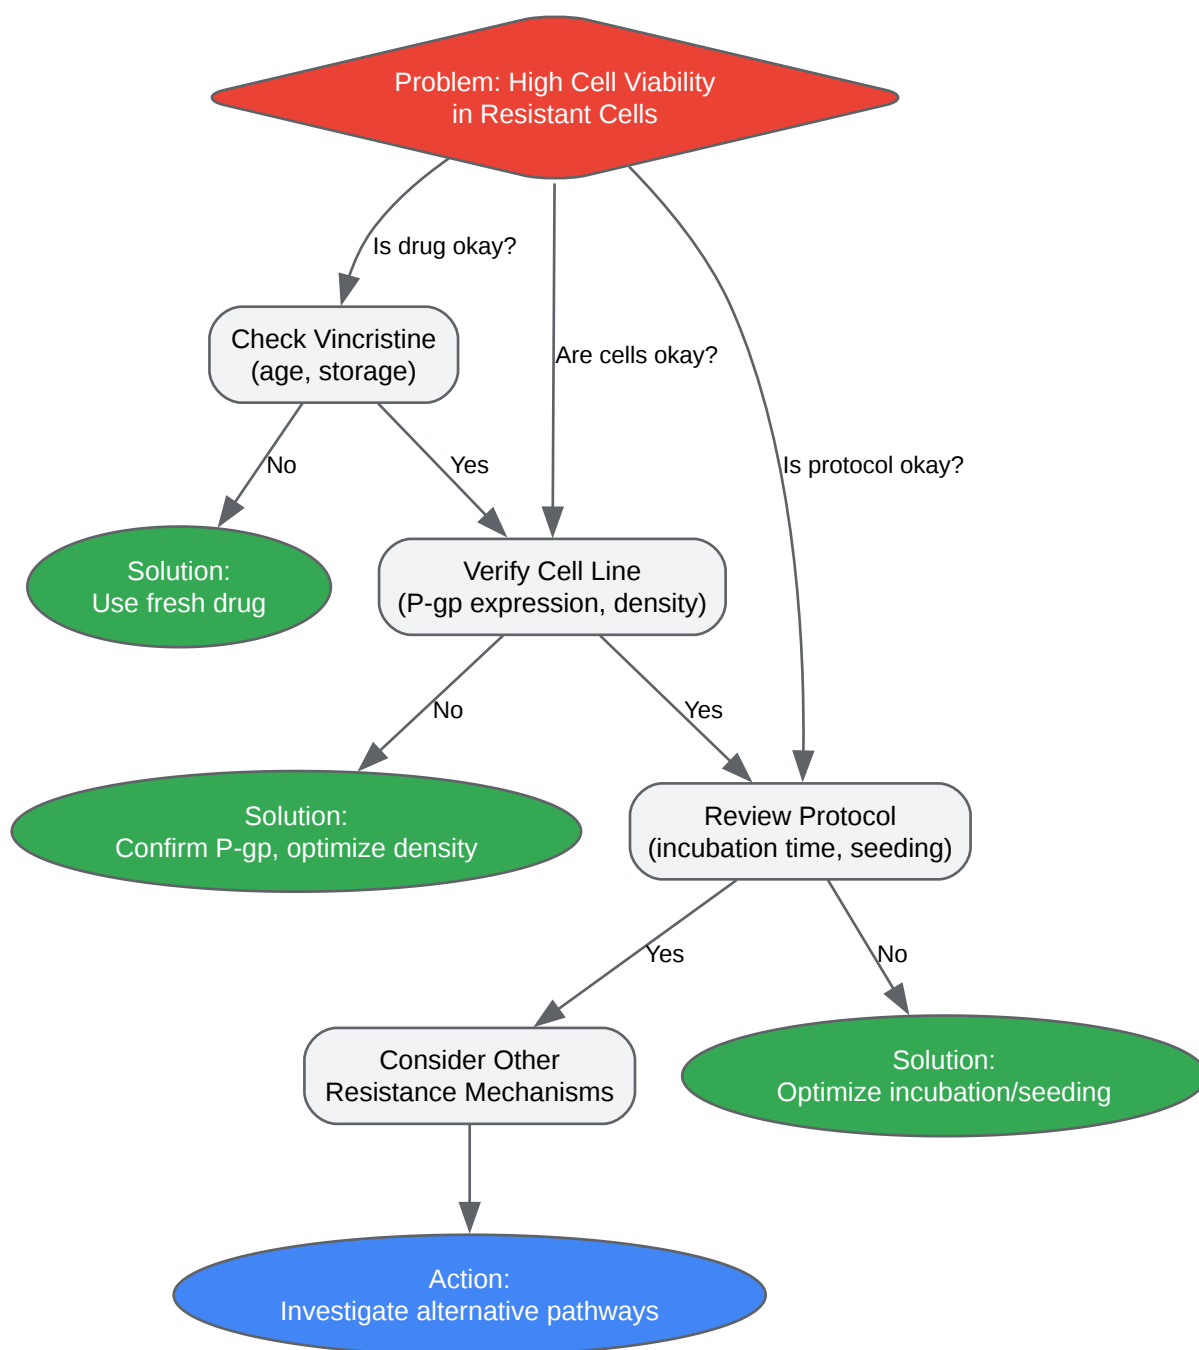 Problem: High Cell Viability
in Resistant Cells
Is drug okay?
Check Vincristine
(age, storage)
Are cells okay?
Is protocol okay?
No
Yes
Solution:
Use fresh drug
Verify Cell Line
(P-gp expression, density)
No
Yes
Solution:
Confirm P-gp, optimize density
Review Protocol
(incubation time, seeding)
Yes
No
Consider Other
Resistance Mechanisms
Solution:
Optimize incubation/seeding
Action:
Investigate alternative pathways